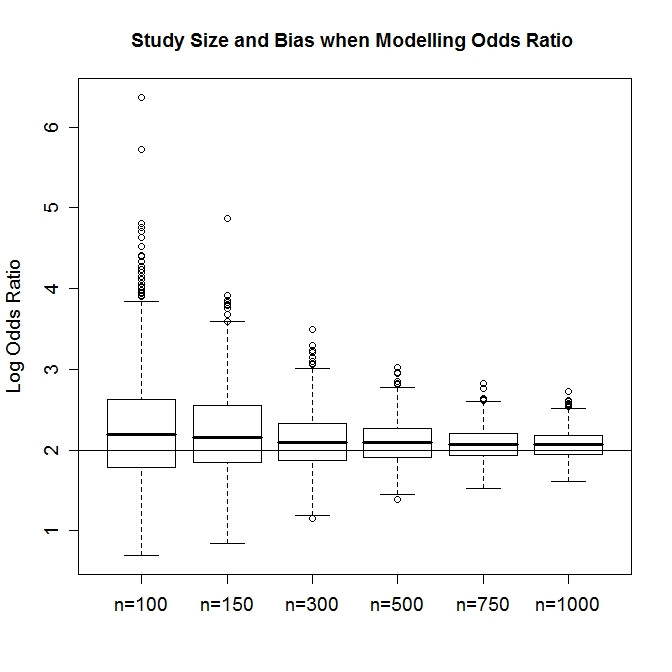 Study Size and Bias when Modelling Odds Ratio
6
5
4
3
2
1
Log Odds Ratio
n=100 n=150 n=300 n=500 n=750 n=1000